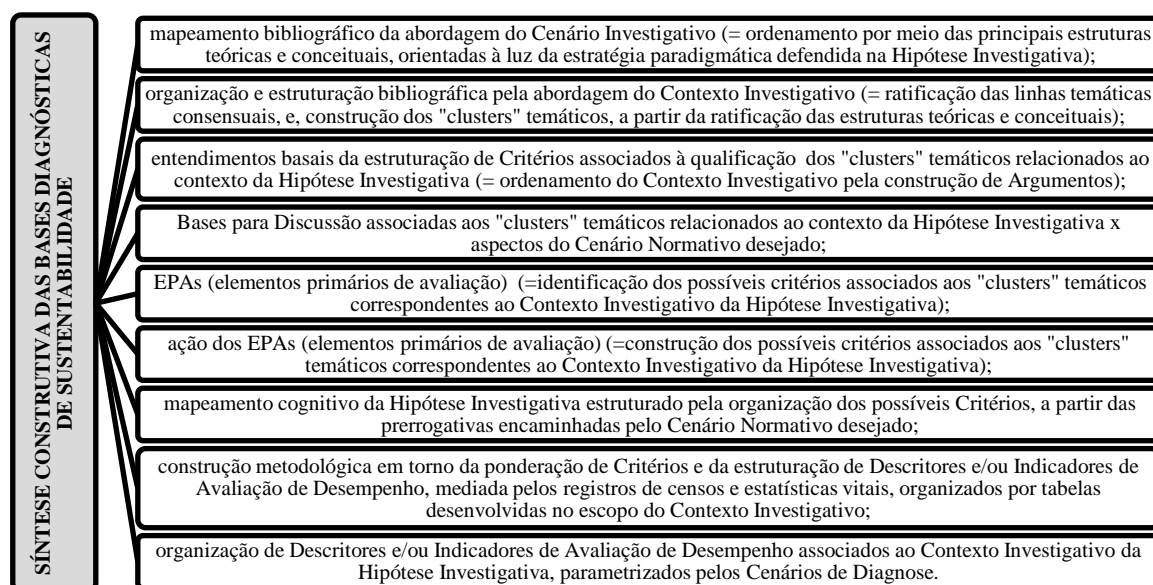 SÍNTESE CONSTRUTIVA DAS BASES DIAGNÓSTICAS
DE SUSTENTABILIDADE
mapeamento bibliográfico da abordagem do Cenário Investigativo (= ordenamento por meio das principais estruturas
teóricas e conceituais, orientadas à luz da estratégia paradigmática defendida na Hipótese Investigativa);
organização e estruturação bibliográfica pela abordagem do Contexto Investigativo (= ratificação das linhas temáticas
consensuais, e, construção dos "clusters" temáticos, a partir da ratificação das estruturas teóricas e conceituais);
entendimentos basais da estruturação de Critérios associados à qualificação dos "clusters" temáticos relacionados ao
contexto da Hipótese Investigativa (= ordenamento do Contexto Investigativo pela construção de Argumentos);
Bases para Discussão associadas aos "clusters" temáticos relacionados ao contexto da Hipótese Investigativa x
aspectos do Cenário Normativo desejado;
EPAs (elementos primários de avaliação) (=identificação dos possíveis critérios associados aos "clusters" temáticos
correspondentes ao Contexto Investigativo da Hipótese Investigativa);
ação dos EPAs (elementos primários de avaliação) (=construção dos possíveis critérios associados aos "clusters"
temáticos correspondentes ao Contexto Investigativo da Hipótese Investigativa);
mapeamento cognitivo da Hipótese Investigativa estruturado pela organização dos possíveis Critérios, a partir das
prerrogativas encaminhadas pelo Cenário Normativo desejado;
construção metodológica em torno da ponderação de Critérios e da estruturação de Descritores e/ou Indicadores de
Avaliação de Desempenho, mediada pelos registros de censos e estatísticas vitais, organizados por tabelas
desenvolvidas no escopo do Contexto Investigativo;
organização de Descritores e/ou Indicadores de Avaliação de Desempenho associados ao Contexto Investigativo da
Hipótese Investigativa, parametrizados pelos Cenários de Diagnose.